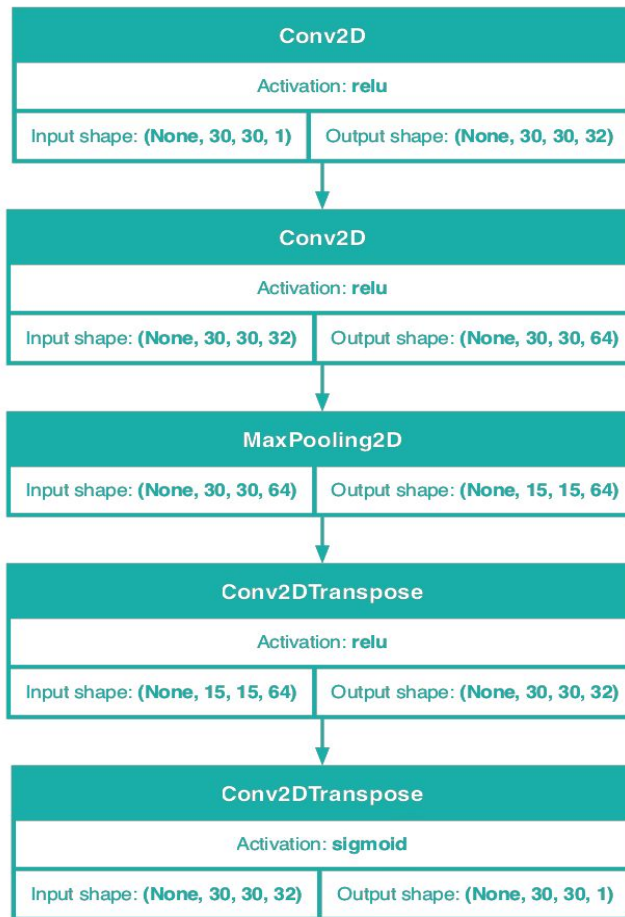 Conv2D
Activation: relu
Input shape: (None, 30, 30, 1) Output shape: (None, 30, 30, 32)
Conv2D
Activation: relu
Input shape: (None, 30, 30, 32) Output shape: (None, 30, 30, 64)
MaxPooling2D
Input shape: (None, 30, 30, 64) Output shape: (None, 15, 15, 64)
Conv2DTranspose
Activation: relu
Input shape: (None, 15, 15, 64) Output shape: (None, 30, 30, 32)
Conv2DTranspose
Activation: sigmoid
Input shape: (None, 30, 30, 32) Output shape: (None, 30, 30, 1)